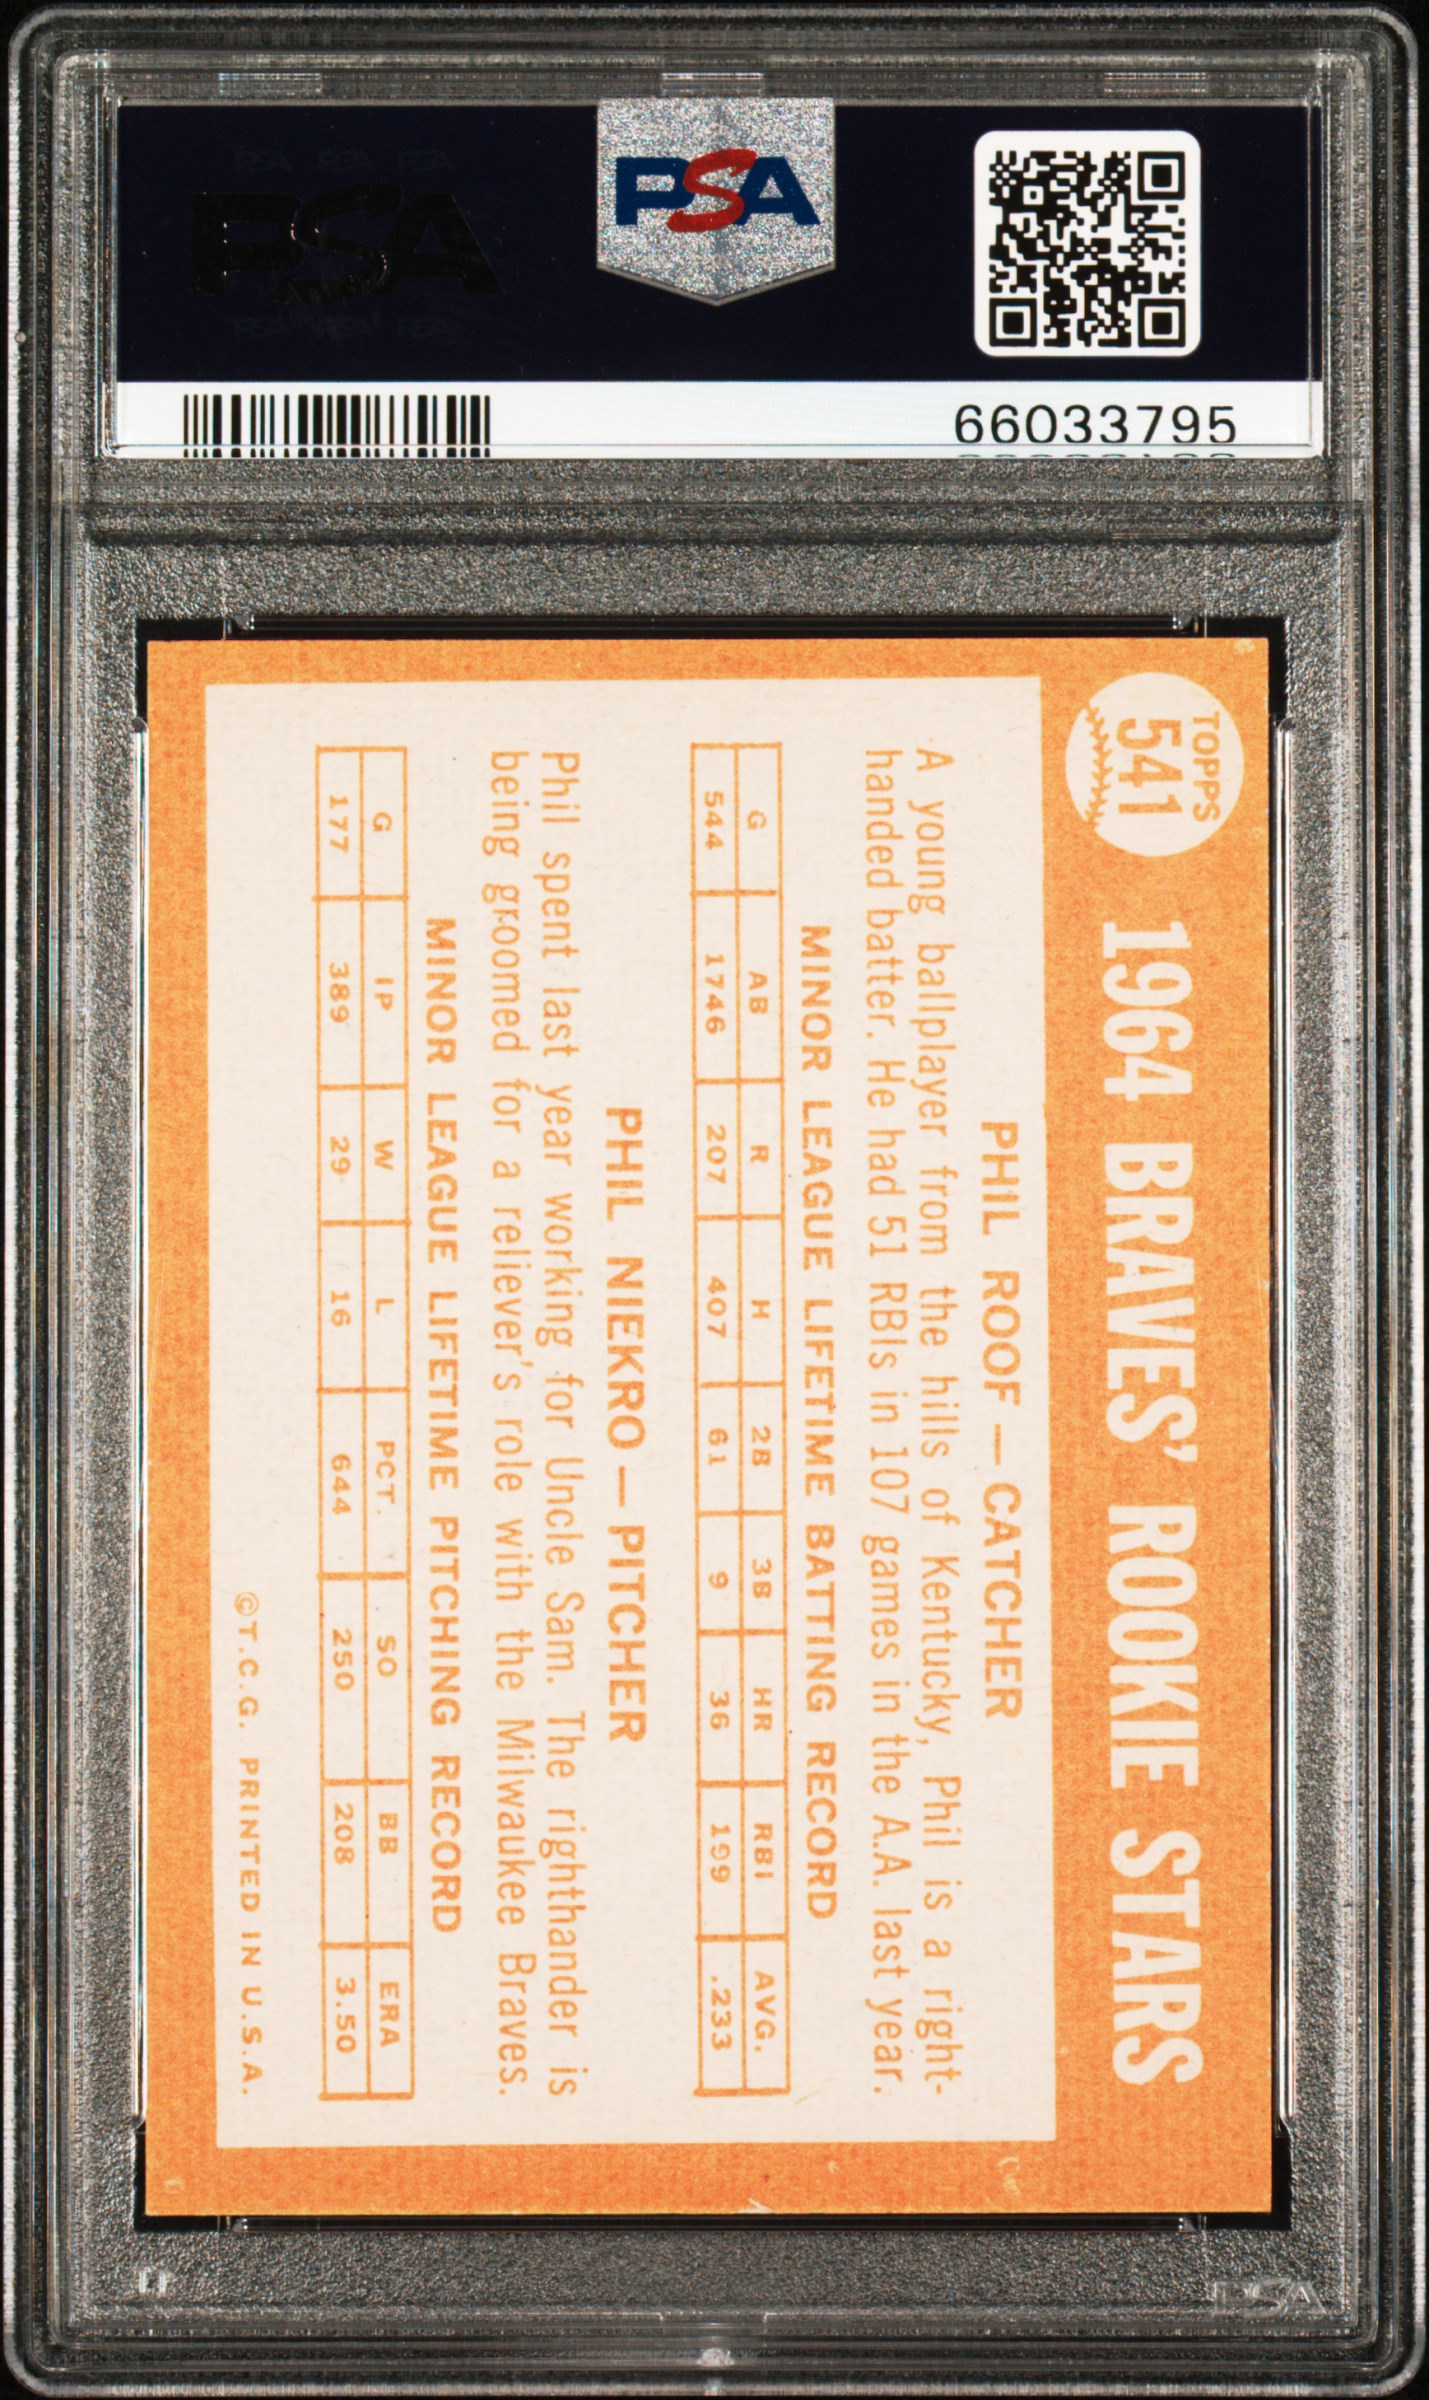 PSA
66033795
TOPPS
541
1964 BRAVES' ROOKIE STARS
PHIL ROOF — CATCHER
A young ballplayer from the hills of Kentucky, Phil is a right-
handed batter. He had 51 RBIs in 107 games in the A.A. last year.
MINOR LEAGUE LIFETIME BATTING RECORD
G AB R H 2B 3B HR RBI AVG.
544 1746 207 407 61 9 36 199 .233
PHIL NIEKRO — PITCHER
Phil spent last year working for Uncle Sam. The righthander is
being groomed for a reliever's role with the Milwaukee Braves.
MINOR LEAGUE LIFETIME PITCHING RECORD
G IP W L PCT. SO BB ERA
177 389 29 16 644 250 208 3.50
©T.C.G. PRINTED IN U.S.A.
PSA
PSA